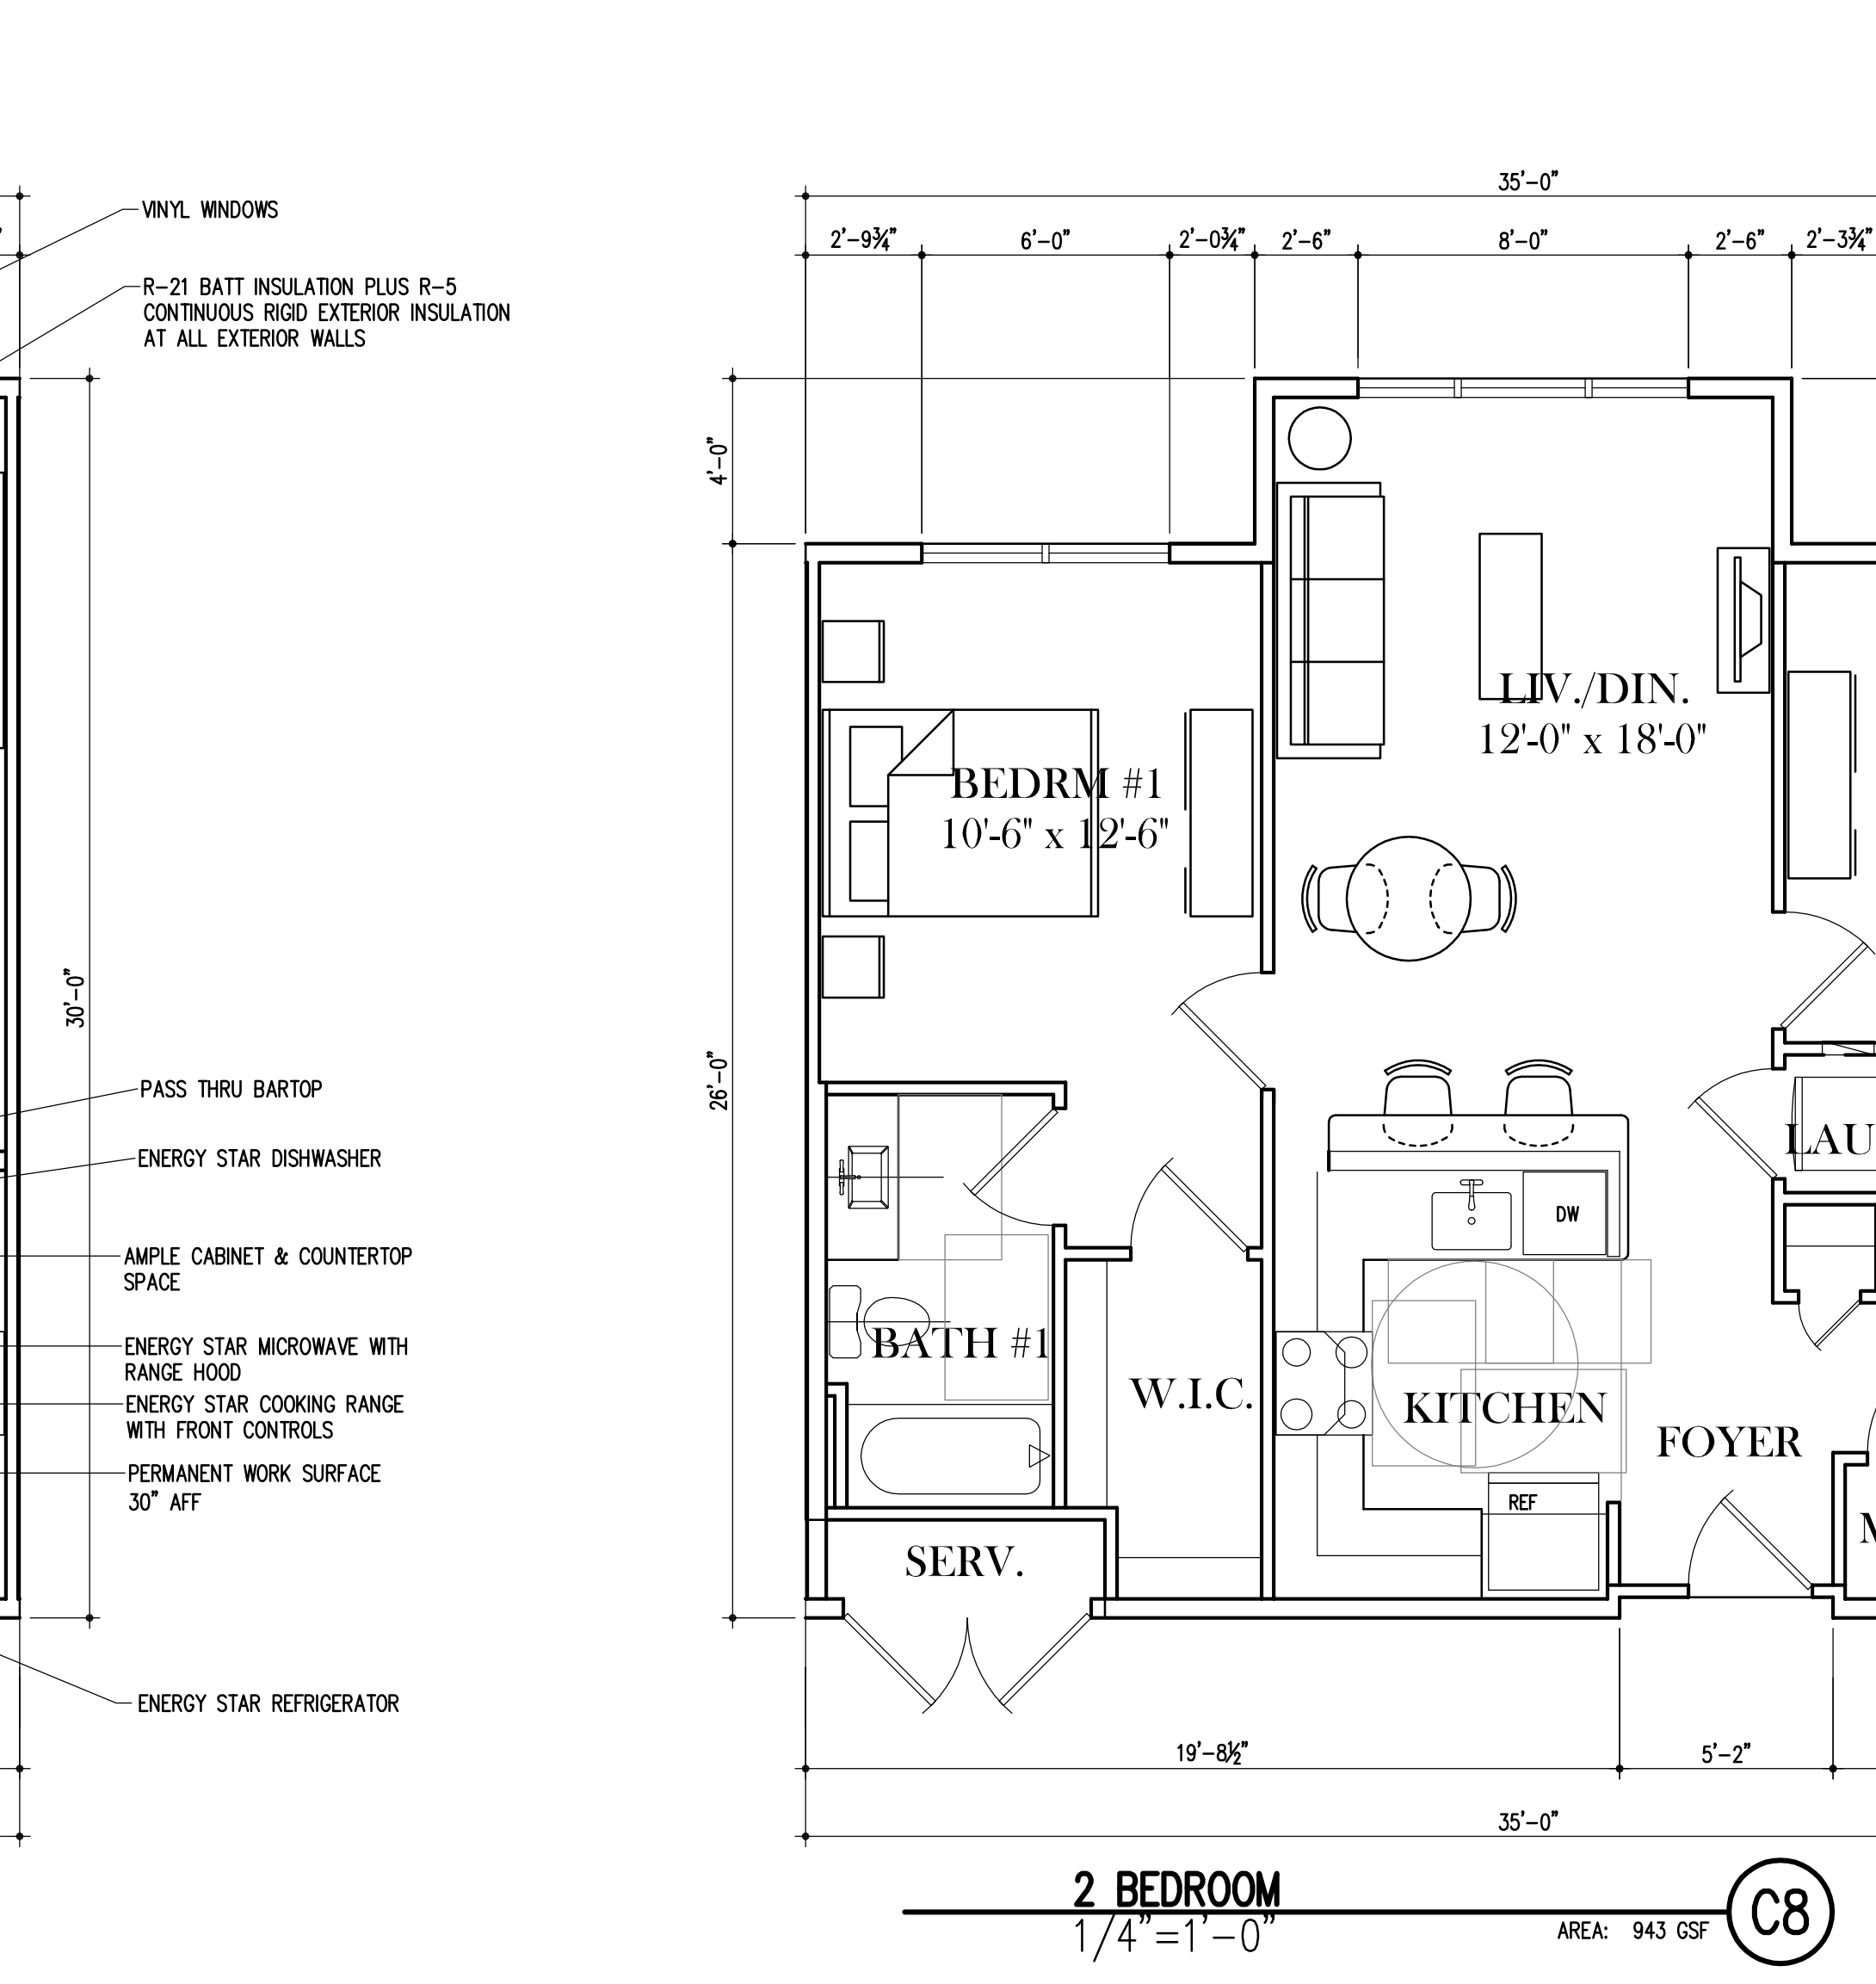 VINYL WINDOWS
R-21 BATT INSULATION PLUS R-5
CONTINUOUS RIGID EXTERIOR INSULATION
AT ALL EXTERIOR WALLS
30'-0"
PASS THRU BARTOP
ENERGY STAR DISHWASHER
AMPLE CABINET & COUNTERTOP
SPACE
ENERGY STAR MICROWAVE WITH
RANGE HOOD
ENERGY STAR COOKING RANGE
WITH FRONT CONTROLS
PERMANENT WORK SURFACE
30" AFF
ENERGY STAR REFRIGERATOR
35'-0"
2'-9¾"
6'-0"
2'-0¾"
2'-6"
8'-0"
2'-6"
2'-3¾"
4'-0"
26'-0"
LIV./DIN.
12'-0" x 18'-0"
BEDRM #1
10'-6" x 12'-6"
LAU
DW
BATH #1
W.I.C.
KITCHEN
FOYER
REF
SERV.
19'-8½"
5'-2"
35'-0"
2 BEDROOM
1/4"=1'-0"
AREA: 943 GSF
C8